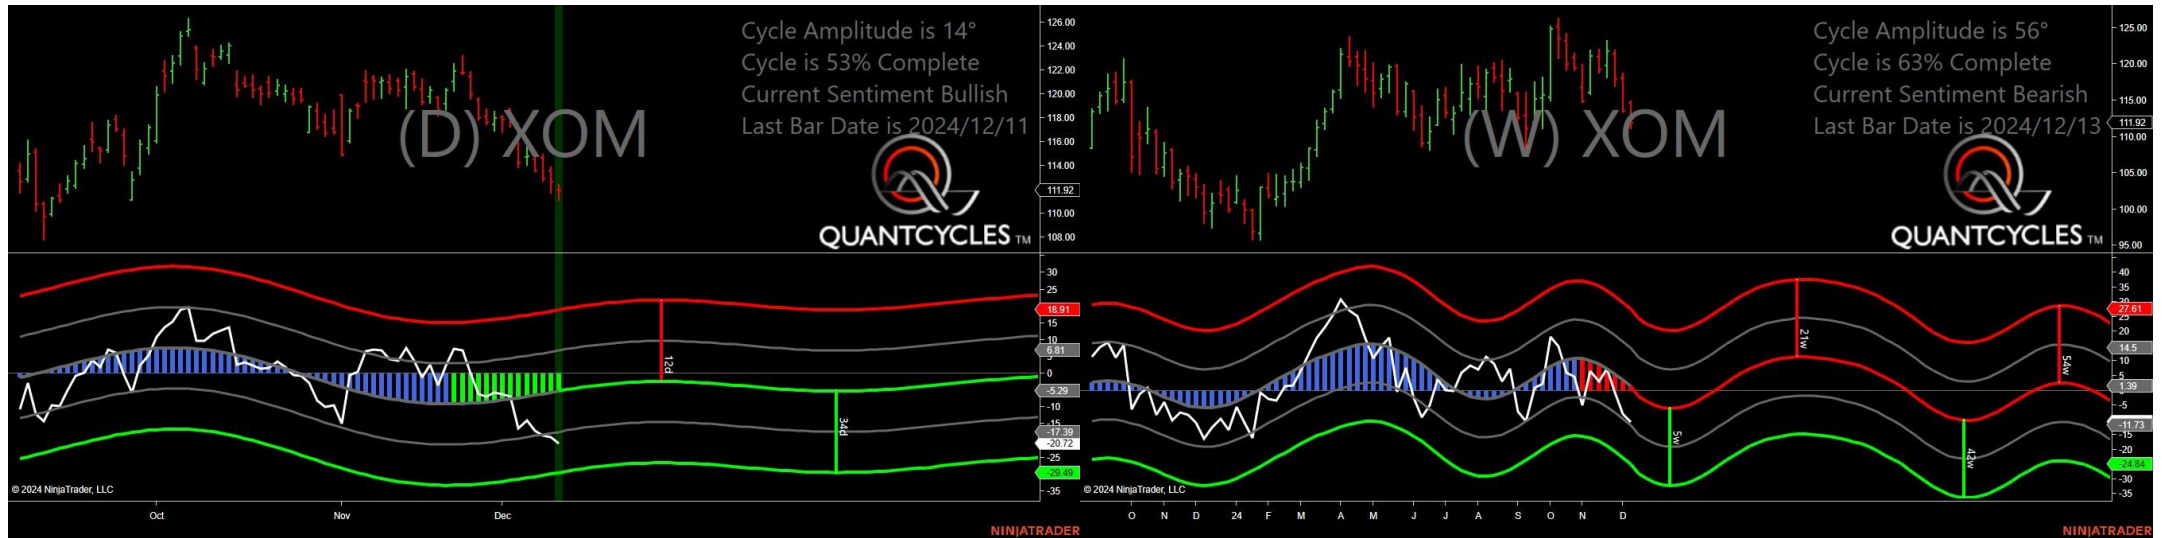 Cycle Amplitude is 14°
Cycle is 53% Complete
Current Sentiment Bullish
Last Bar Date is 2024/12/11
(D) XOM
QUANTCYCLES TM
126.00
124.00
122.00
120.00
118.00
116.00
114.00
111.92
110.00
108.00
30
25
18.91
15
10
6.81
0
-5.29
-10
-17.39
-20.72
-25
-29.49
-35
12d
34d
© 2024 NinjaTrader, LLC
Oct Nov Dec
NINJATRADER
Cycle Amplitude is 56°
Cycle is 63% Complete
Current Sentiment Bearish
Last Bar Date is 2024/12/13
(W) XOM
QUANTCYCLES TM
125.00
120.00
115.00
111.92
110.00
105.00
100.00
95.00
40
35
27.61
25
20
14.5
10
5
1.39
-5
-11.73
-15
-20
-24.84
-30
-35
5w
21w
42w
54w
© 2024 NinjaTrader, LLC
O N D 24 F M A M J J A S O N D
NINJATRADER